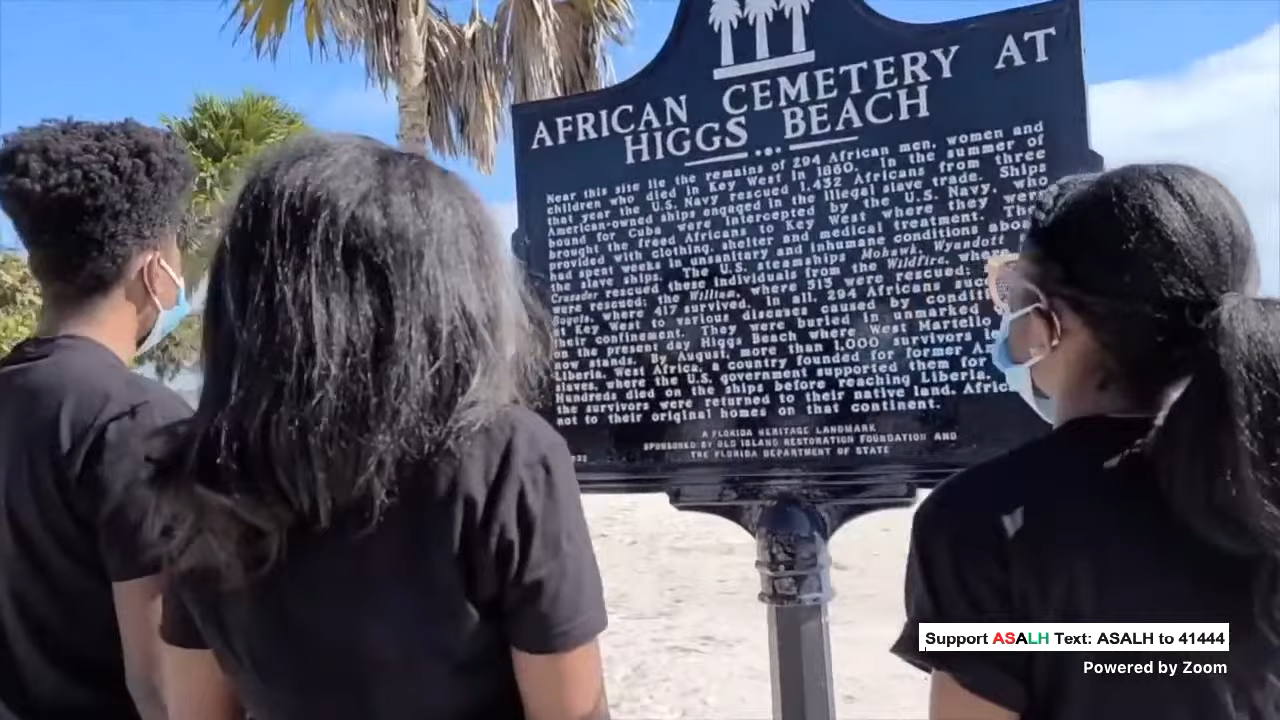 AFRICAN CEMETERY AT
HIGGS BEACH
Near this site lie the remains of 294 African men, women and
children who died in Key West in 1860. In the summer of
that year the U.S. Navy rescued 1,432 Africans from three
American-owned ships engaged in the illegal slave trade. Ships
bound for Cuba were intercepted by the U.S. Navy, who
brought the freed Africans to Key West where they were
provided with clothing, shelter and medical treatment. They
had spent weeks in unsanitary and inhumane conditions aboa
the slave ships. The U.S. steamships Mohawk, Wyandott
Crusader rescued these individuals from the Wildfire, where
were rescued; the William, where 513 were rescued;
Bogota, where 417 survived. In all, 294 Africans suc
at Key West to various diseases caused by conditi
their confinement. They were buried in unmarked
on the present day Higgs Beach where West Martello
now stands. By August, more than 1,000 survivors le
Liberia, West Africa, a country founded for former Am
slaves, where the U.S. government supported them for
Hundreds died on the ships before reaching Liberia.
the survivors were returned to their native land, Africa
not to their original homes on that continent.
A FLORIDA HERITAGE LANDMARK
SPONSORED BY OLD ISLAND RESTORATION FOUNDATION AND
THE FLORIDA DEPARTMENT OF STATE
Support ASALH Text: ASALH to 41444
Powered by Zoom